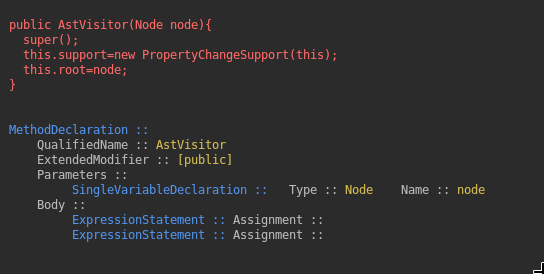 public AstVisitor(Node node){
super();
this.support=new PropertyChangeSupport(this);
this.root=node;
}
MethodDeclaration ::
QualifiedName :: AstVisitor
ExtendedModifier :: [public]
Parameters ::
SingleVariableDeclaration :: Type :: Node Name :: node
Body ::
ExpressionStatement :: Assignment ::
ExpressionStatement :: Assignment ::